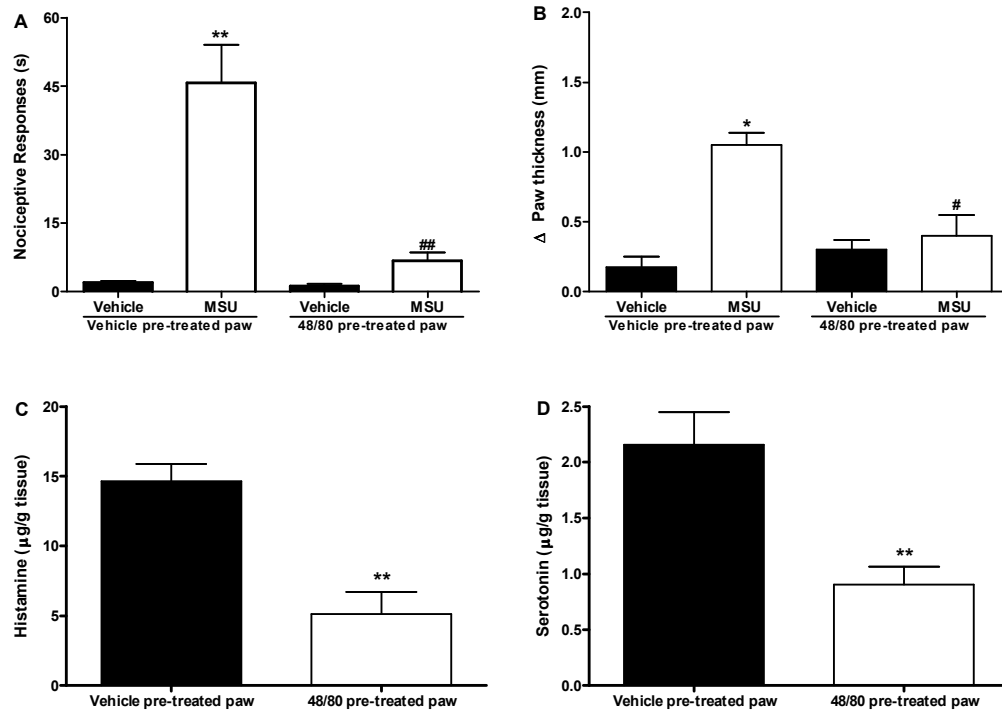 A
Nociceptive Responses (s)
60
45
30
15
0
**
##
Vehicle MSU Vehicle MSU
Vehicle pre-treated paw 48/80 pre-treated paw
B
Δ Paw thickness (mm)
2.0
1.5
1.0
0.5
0.0
*
#
Vehicle MSU Vehicle MSU
Vehicle pre-treated paw 48/80 pre-treated paw
C
Histamine (µg/g tissue)
20
15
10
5
0
**
Vehicle pre-treated paw 48/80 pre-treated paw
D
Serotonin (µg/g tissue)
2.5
2.0
1.5
1.0
0.5
0.0
**
Vehicle pre-treated paw 48/80 pre-treated paw